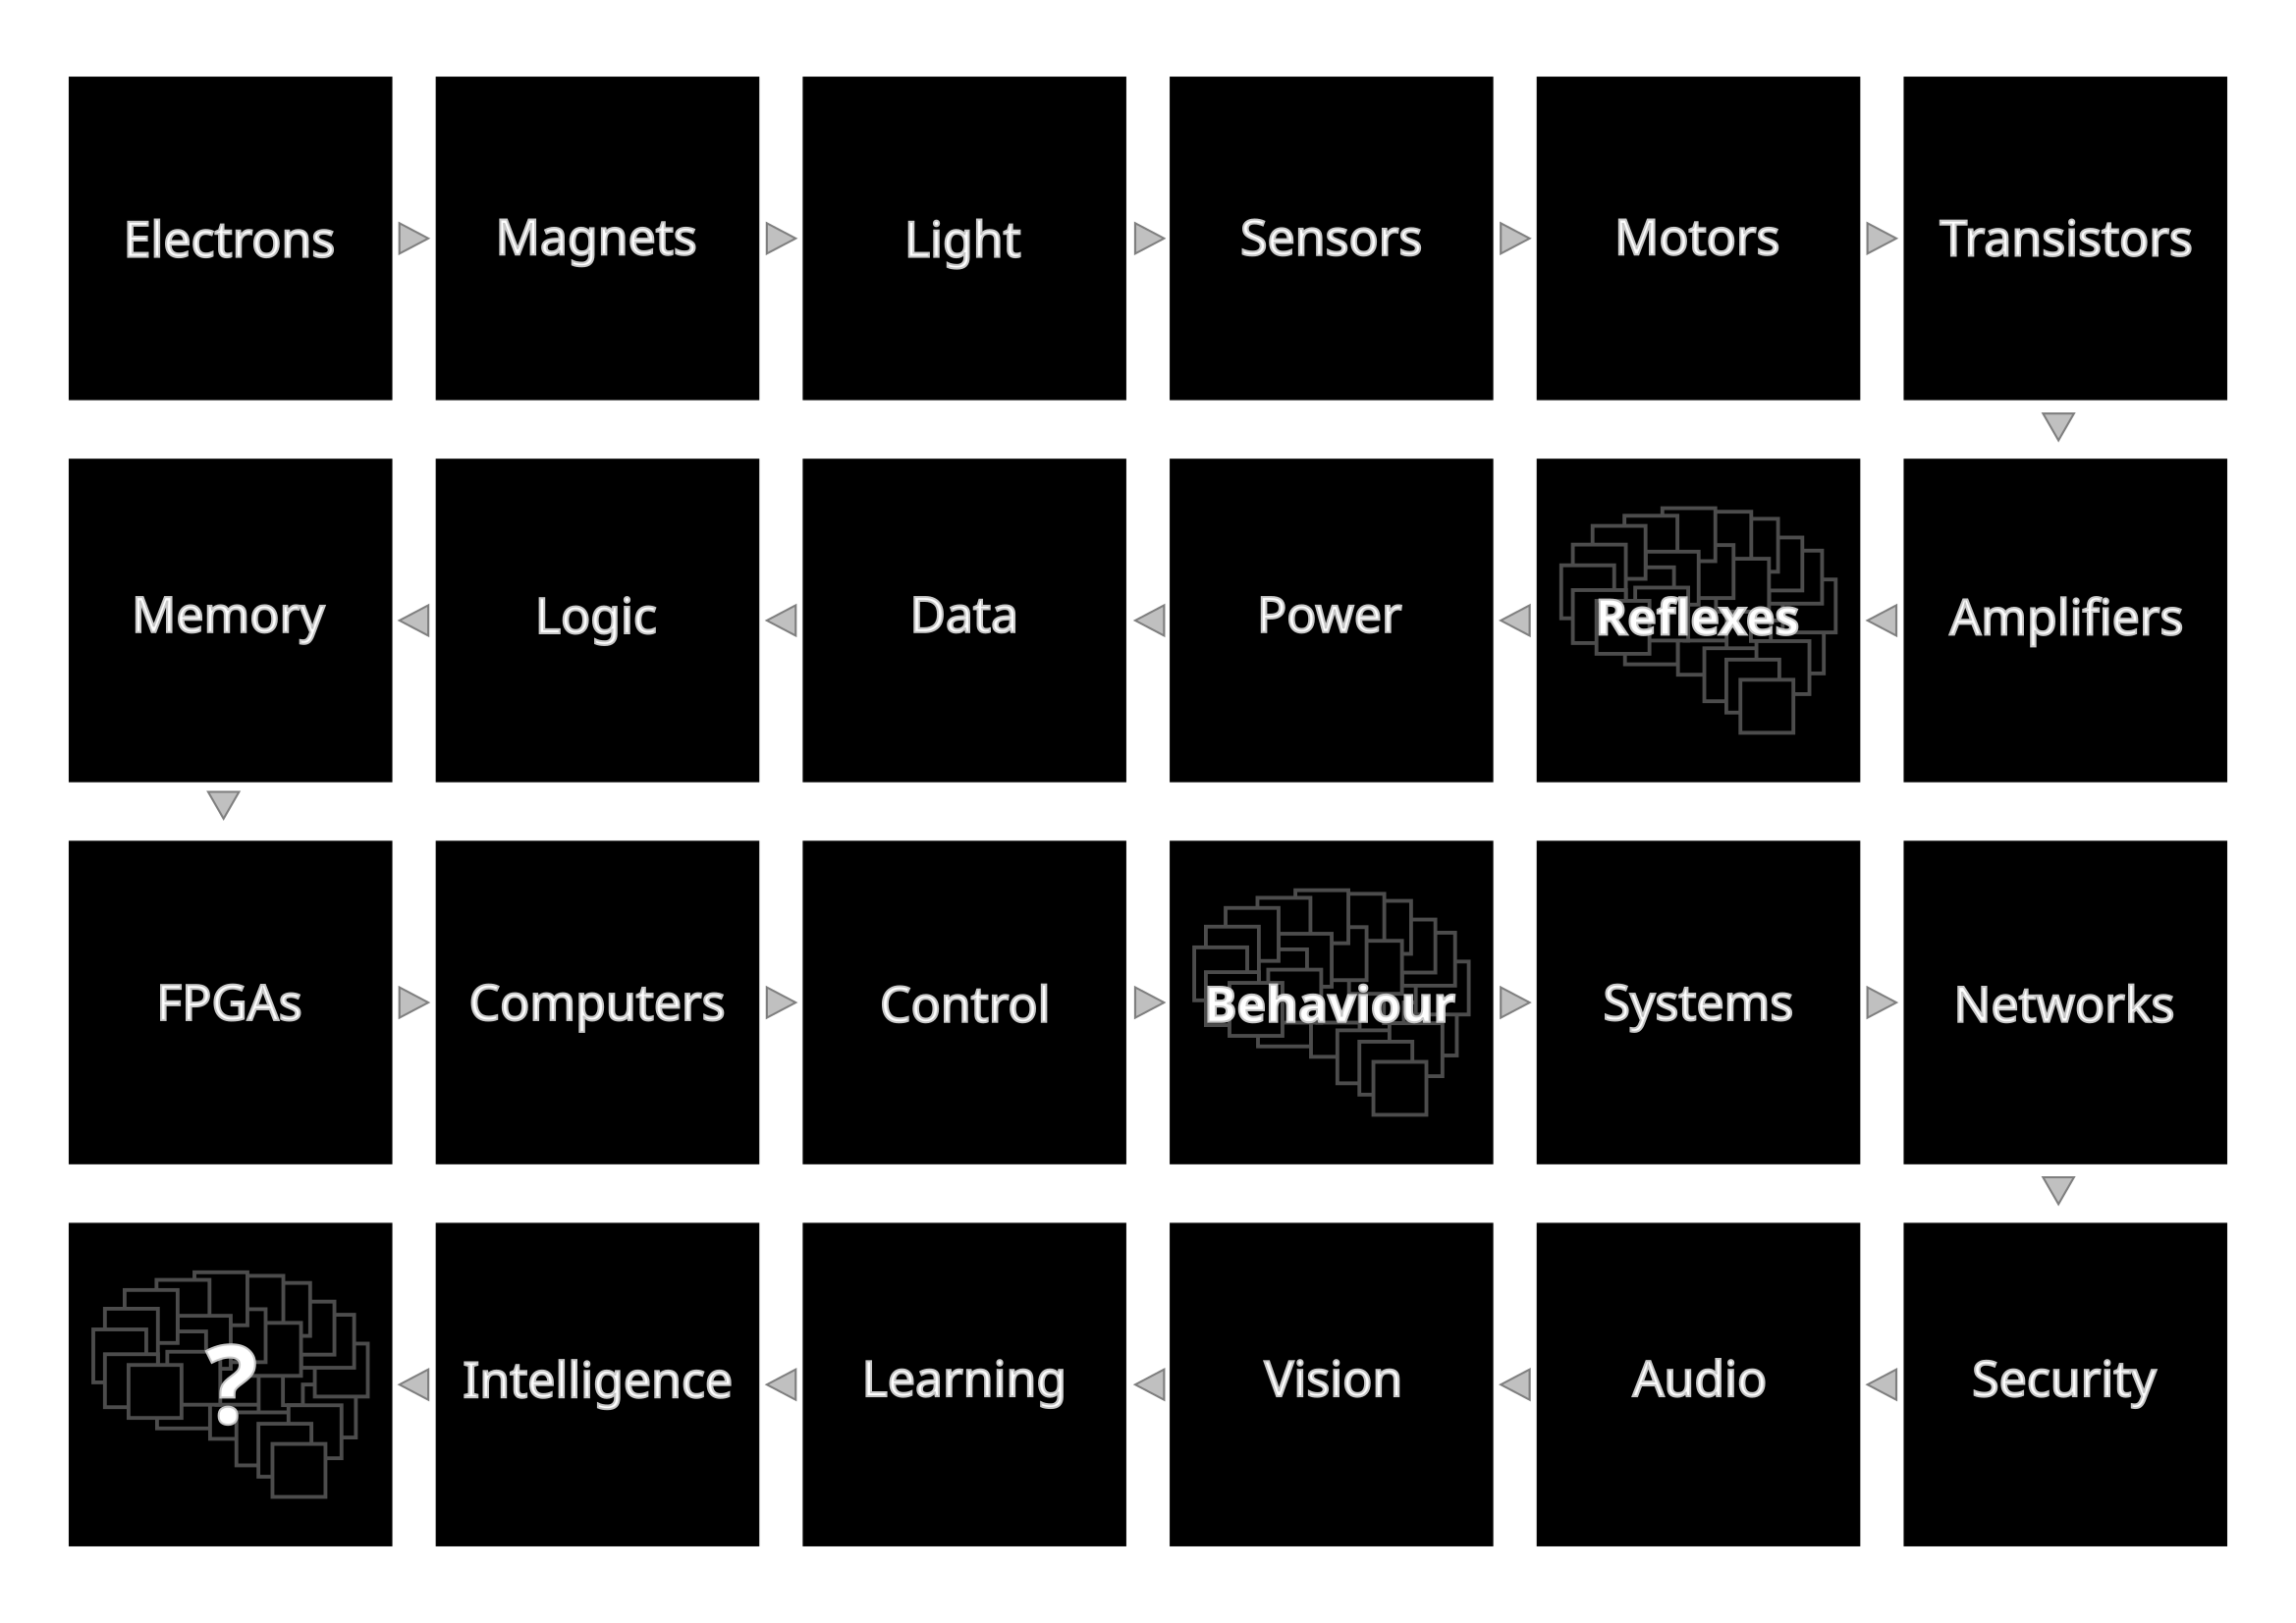 Electrons
Magnets
Light
Sensors
Motors
Transistors
Amplifiers
Reflexes
Power
Data
Logic
Memory
FPGAs
Computers
Control
Behaviour
Systems
Networks
Security
Audio
Vision
Learning
Intelligence
?